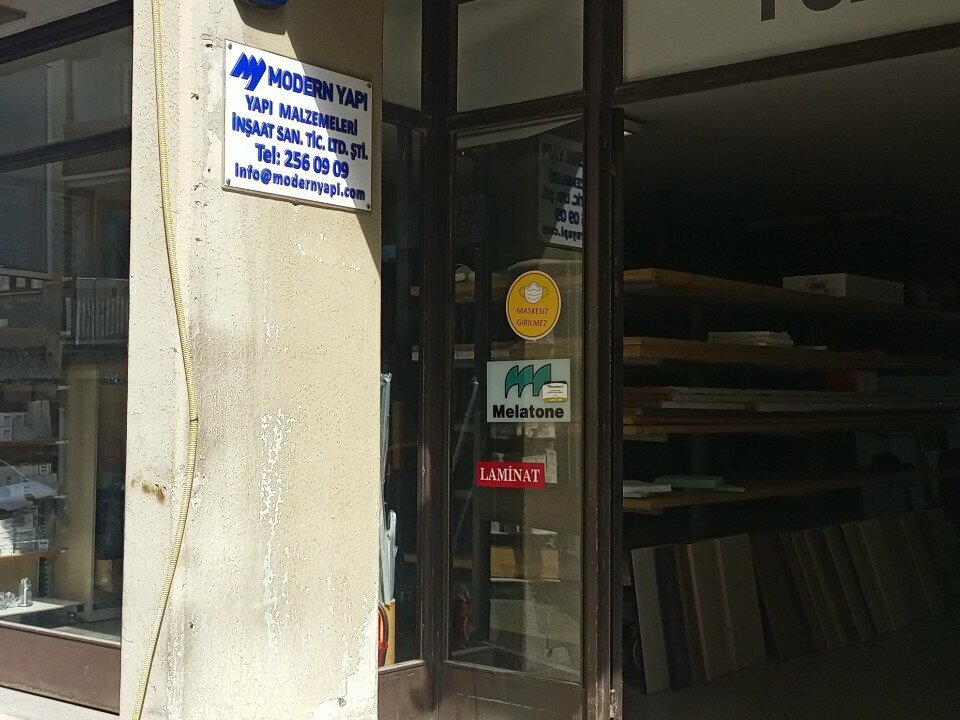 MODERN YAPI
YAPI MALZEMELERİ
İNŞAAT SAN. TİC. LTD. ŞTİ.
Tel: 256 09 09
info@modernyapi.com
MASKESİZ
GİRİLMEZ
Melatone
LAMİNAT